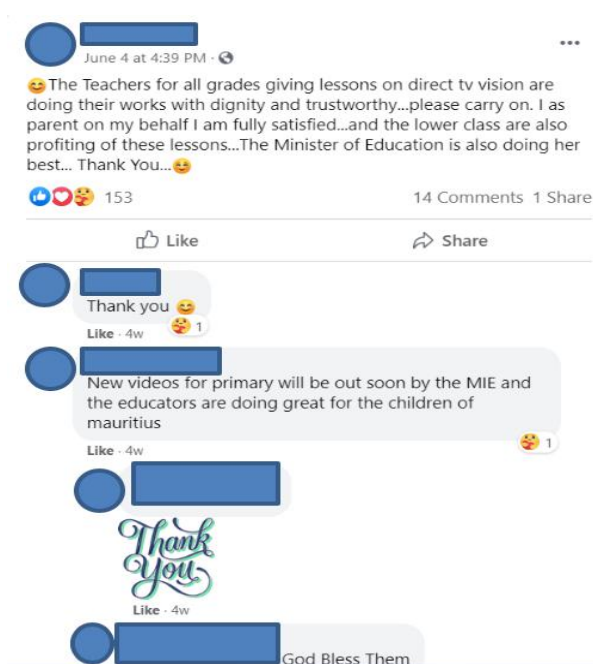 June 4 at 4:39 PM ·
😊The Teachers for all grades giving lessons on direct tv vision are
doing their works with dignity and trustworthy...please carry on. I as
parent on my behalf I am fully satisfied...and the lower class are also
profiting of these lessons...The Minister of Education is also doing her
best... Thank You...😊
153
14 Comments 1 Share
Like
Share
Thank you 😊
1
Like · 4w
New videos for primary will be out soon by the MIE and
the educators are doing great for the children of
mauritius
1
Like · 4w
Thank
You
Like · 4w
God Bless Them